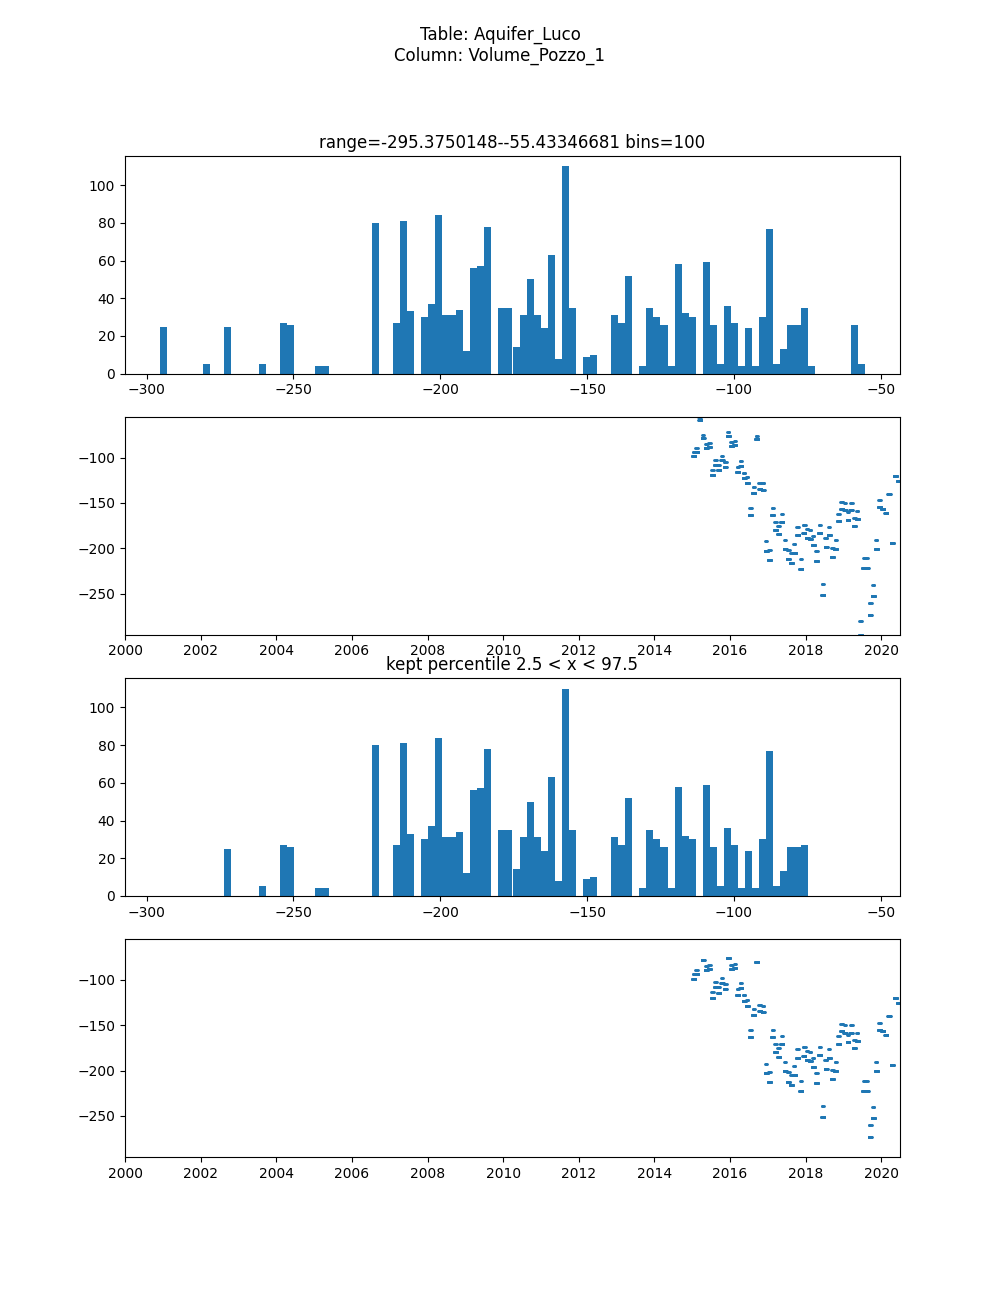 Table: Aquifer_Luco
Column: Volume_Pozzo_1
range=-295.3750148--55.43346681 bins=100
100
80
60
40
20
0
−300 −250 −200 −150 −100 −50
−100
−150
−200
−250
2000 2002 2004 2006 2008 2010 2012 2014 2016 2018 2020
kept percentile 2.5 < x < 97.5
100
80
60
40
20
0
−300 −250 −200 −150 −100 −50
−100
−150
−200
−250
2000 2002 2004 2006 2008 2010 2012 2014 2016 2018 2020